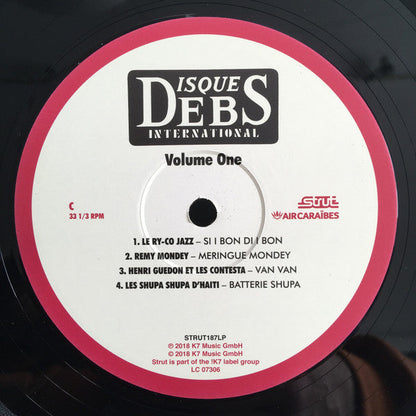 DISQUES
DEBS
INTERNATIONAL
Volume One
C
33 1/3 RPM
Strut
AIRCARAÏBES
1. LE RY-CO JAZZ – SI I BON DI I BON
2. REMY MONDEY – MERINGUE MONDEY
3. HENRI GUEDON ET LES CONTESTA – VAN VAN
4. LES SHUPA SHUPA D'HAITI – BATTERIE SHUPA
STRUT187LP
℗ 2018 K7 Music GmbH
© 2018 K7 Music GmbH
Strut is part of the !K7 label group
LC 07306